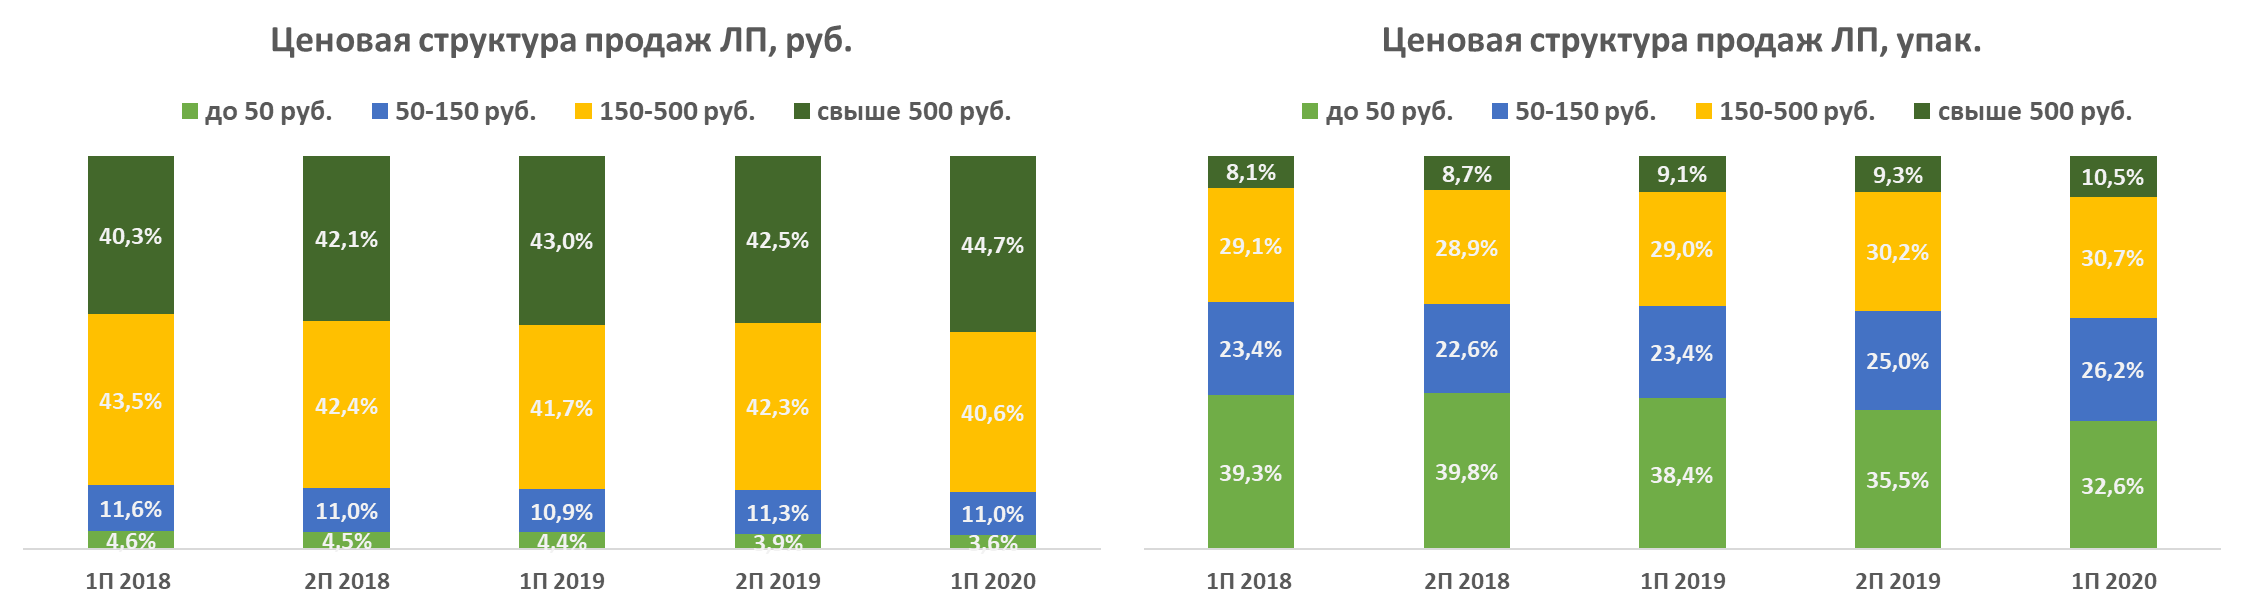 Ценовая структура продаж ЛП, руб.
до 50 руб. 50-150 руб. 150-500 руб. свыше 500 руб.
40,3% 42,1% 43,0% 42,5% 44,7%
43,5% 42,4% 41,7% 42,3% 40,6%
11,6% 11,0% 10,9% 11,3% 11,0%
4,6% 4,5% 4,4% 3,9% 3,6%
1П 2018 2П 2018 1П 2019 2П 2019 1П 2020
Ценовая структура продаж ЛП, упак.
до 50 руб. 50-150 руб. 150-500 руб. свыше 500 руб.
8,1% 8,7% 9,1% 9,3% 10,5%
29,1% 28,9% 29,0% 30,2% 30,7%
23,4% 22,6% 23,4% 25,0% 26,2%
39,3% 39,8% 38,4% 35,5% 32,6%
1П 2018 2П 2018 1П 2019 2П 2019 1П 2020